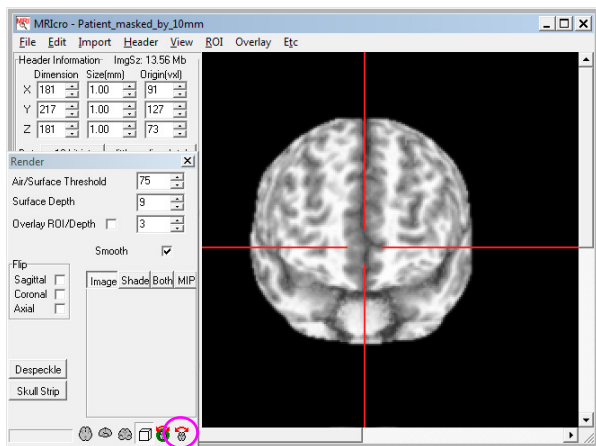 MRIcro - Patient_masked_by_10mm
File Edit Import Header View ROI Overlay Etc
Header Information ImgSz: 13.56 Mb
Dimension Size(mm) Origin(vxl)
X 181 1.00 91
Y 217 1.00 127
Z 181 1.00 73
Render
Air/Surface Threshold 75
Surface Depth 9
Overlay ROI/Depth 3
Smooth
Flip
Sagittal
Coronal
Axial
Image Shade Both MIP
Despeckle
Skull Strip